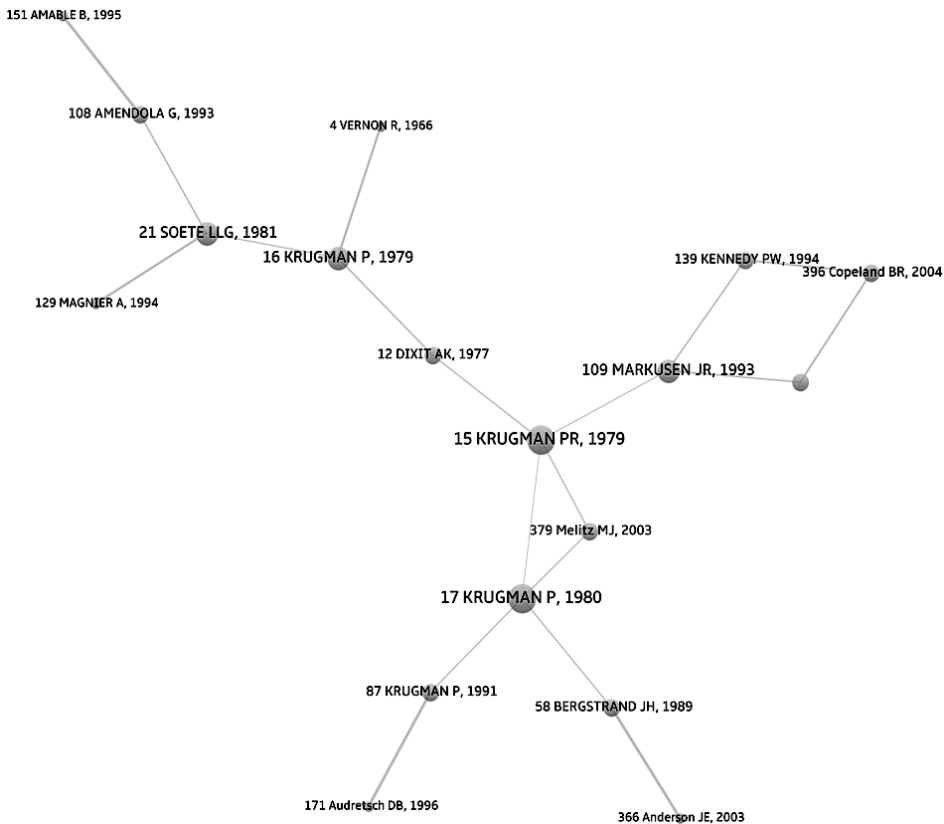 151 AMABLE B, 1995
108 AMENDOLA G, 1993
4 VERNON R, 1966
21 SOETE LLG, 1981
16 KRUGMAN P, 1979
139 KENNEDY PW, 1994
396 Copeland BR, 2004
129 MAGNIER A, 1994
12 DIXIT AK, 1977
109 MARKUSEN JR, 1993
15 KRUGMAN PR, 1979
379 Melitz MJ, 2003
17 KRUGMAN P, 1980
87 KRUGMAN P, 1991
58 BERGSTRAND JH, 1989
171 Audretsch DB, 1996
366 Anderson JE, 2003